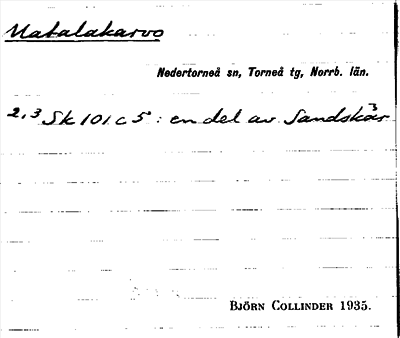 Matalakarvo
Nedertorneå sn, Torneå tg, Norrb. län.
2,3 Sk 101 c 5 : en del av Sandskär 3
BJÖRN COLLINDER 1935.